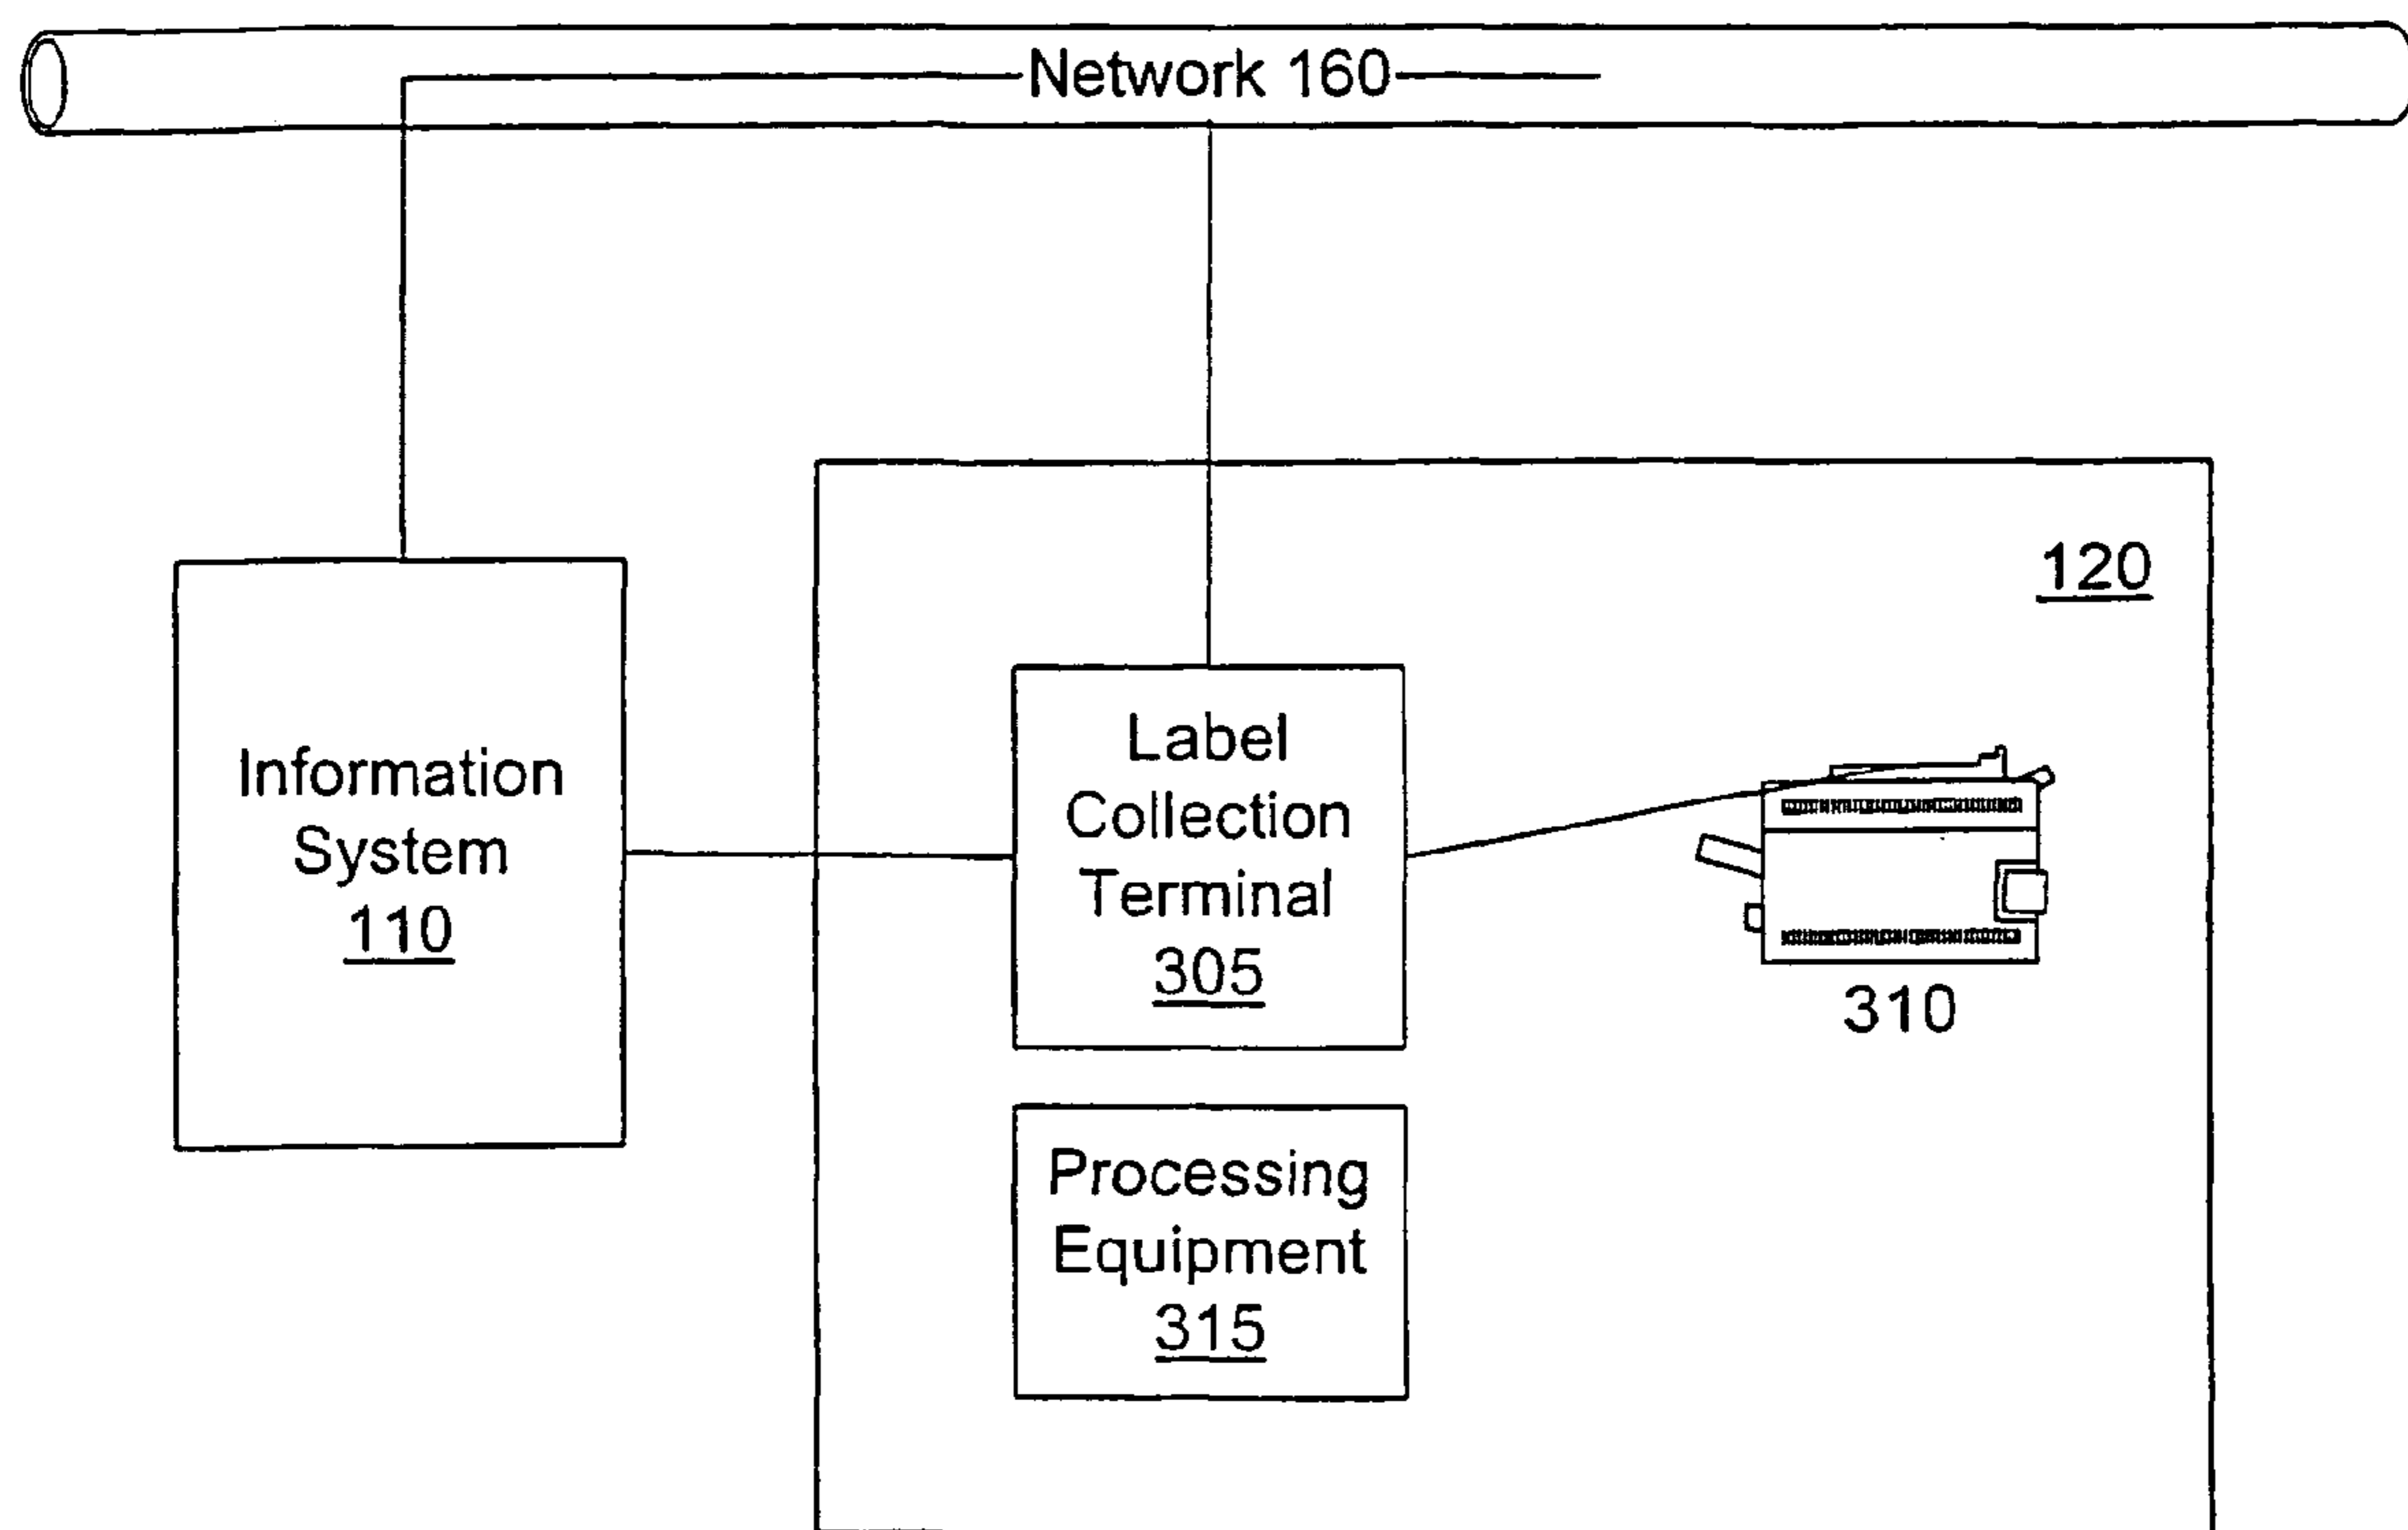 Network 160
120
Information
System
110
Label
Collection
Terminal
305
310
Processing
Equipment
315